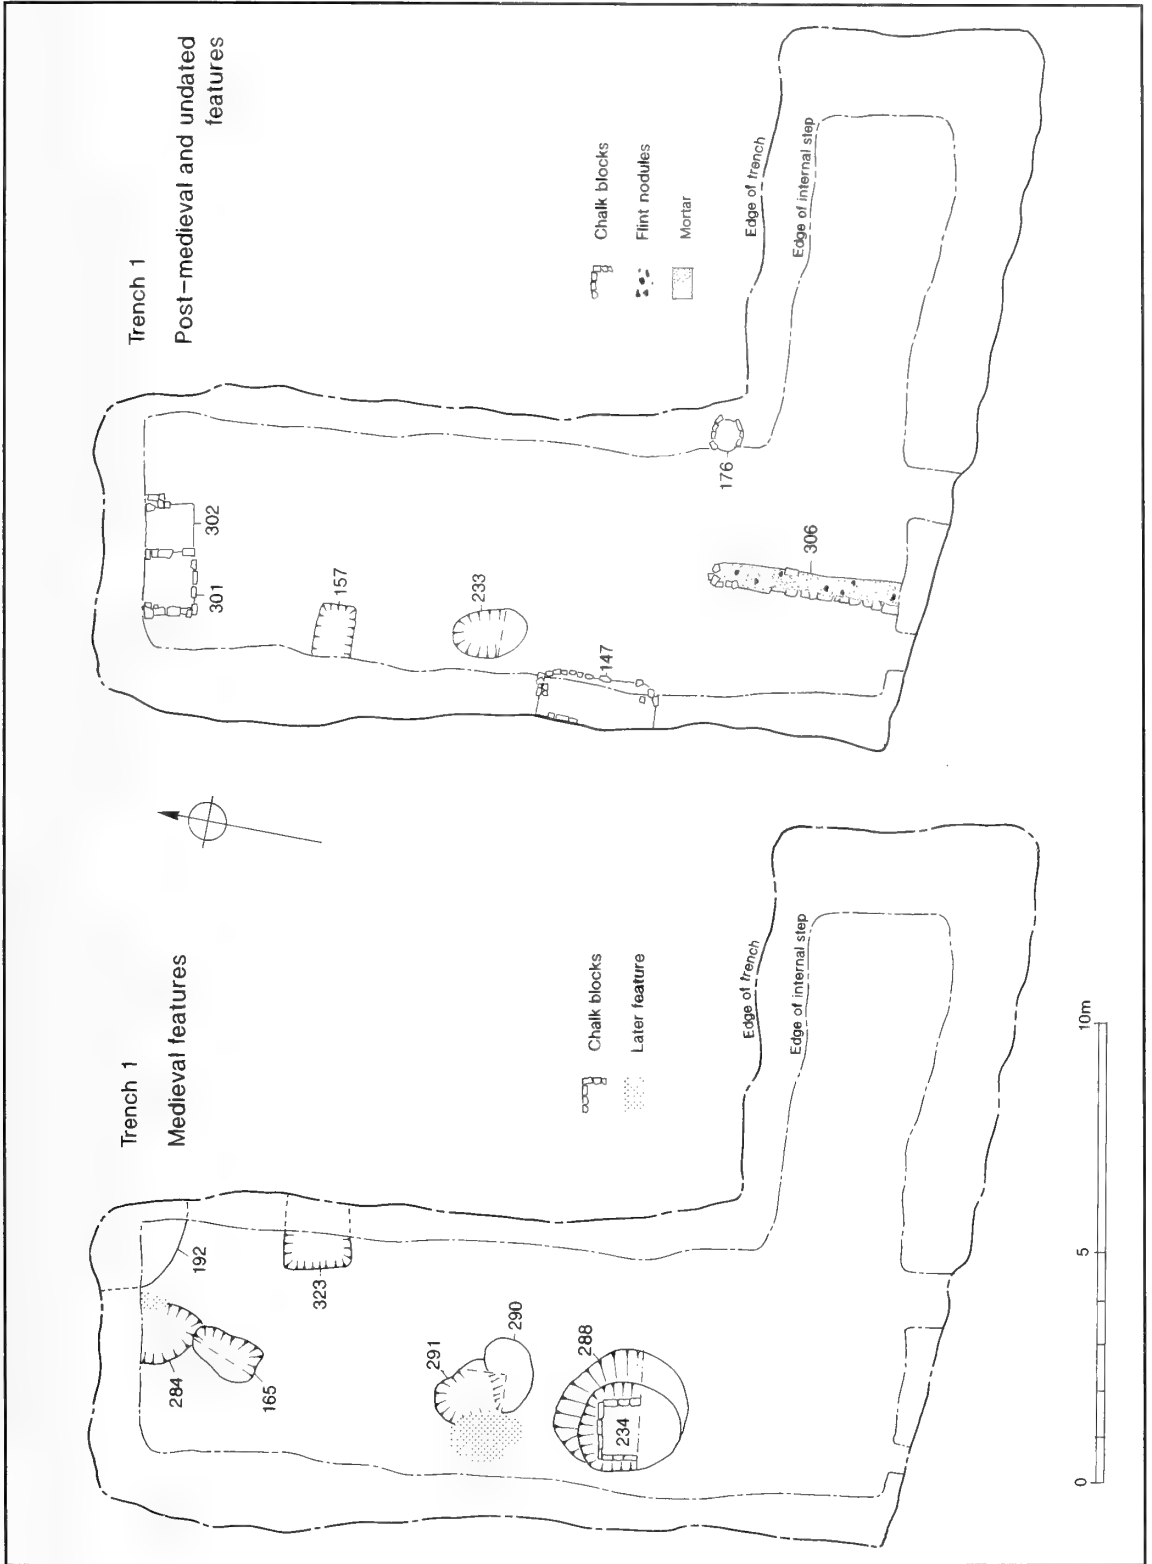 Trench 1
Medieval features
Chalk blocks
Later feature
Edge of trench
Edge of internal step
192
284
165
323
291
290
288
234
0
5
10m
Trench 1
Post-medieval and undated
features
Chalk blocks
Flint nodules
Mortar
Edge of trench
Edge of internal step
302
301
157
233
147
176
306